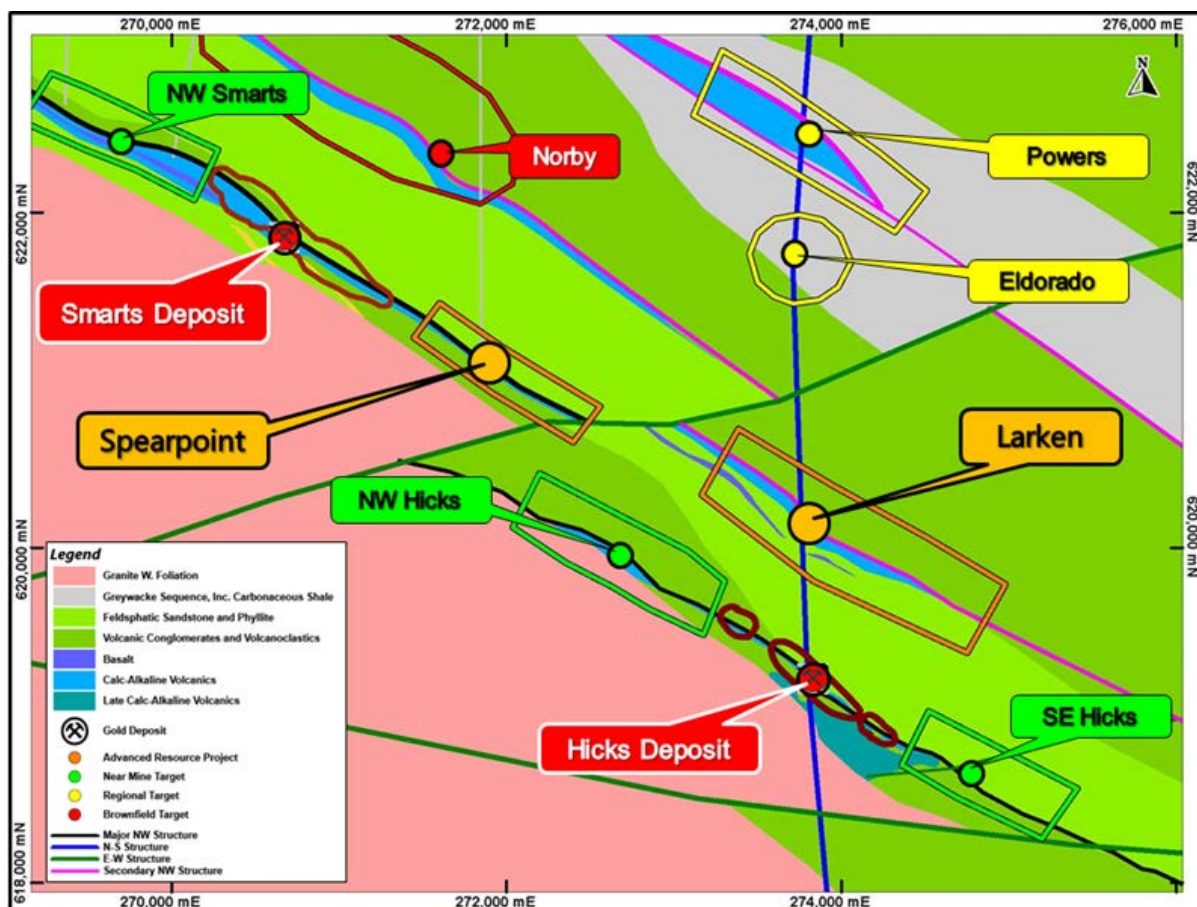 270,000 mE
272,000 mE
274,000 mE
276,000 mE
N
NW Smarts
Norby
Powers
622,000 mN
622,000 mN
Eldorado
Smarts Deposit
Spearpoint
Larken
NW Hicks
620,000 mN
620,000 mN
SE Hicks
Hicks Deposit
Legend
Granite W. Foliation
Greywacke Sequence, Inc. Carbonaceous Shale
Feldsphatic Sandstone and Phyllite
Volcanic Conglomerates and Volcanoclastics
Basalt
Calc-Alkaline Volcanics
Late Calc-Alkaline Volcanics
Gold Deposit
Advanced Resource Project
Near Mine Target
Regional Target
Brownfield Target
Major NW Structure
N-S Structure
E-W Structure
Secondary NW Structure
618,000 mN
270,000 mE
272,000 mE
274,000 mE